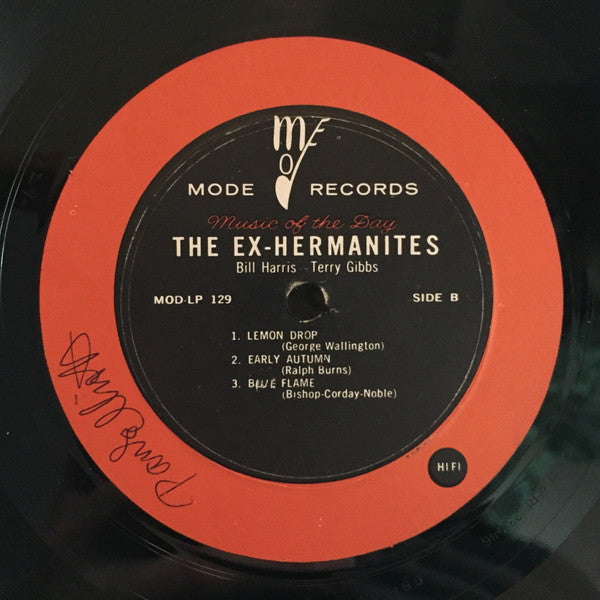 MODE
MODE RECORDS
Music of the Day
THE EX-HERMANITES
Bill Harris - Terry Gibbs
MOD-LP 129 SIDE B
1. LEMON DROP
(George Wallington)
2. EARLY AUTUMN
(Ralph Burns)
3. BLUE FLAME
(Bishop-Corday-Noble)
HI FI